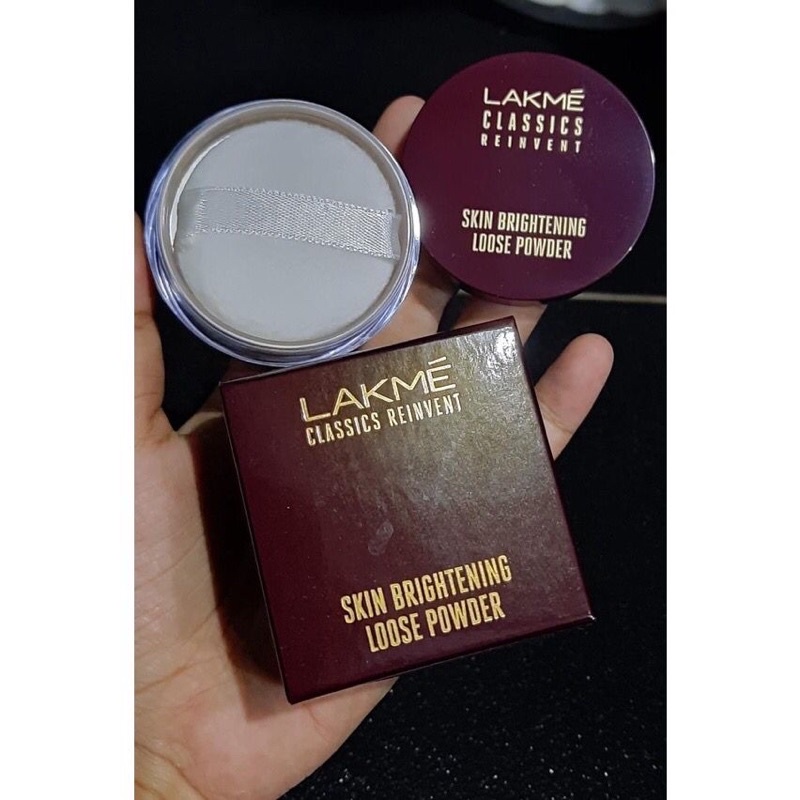 LAKMÉ
CLASSICS
REINVENT
SKIN BRIGHTENING
LOOSE POWDER
LAKMÉ
CLASSICS REINVENT
SKIN BRIGHTENING
LOOSE POWDER